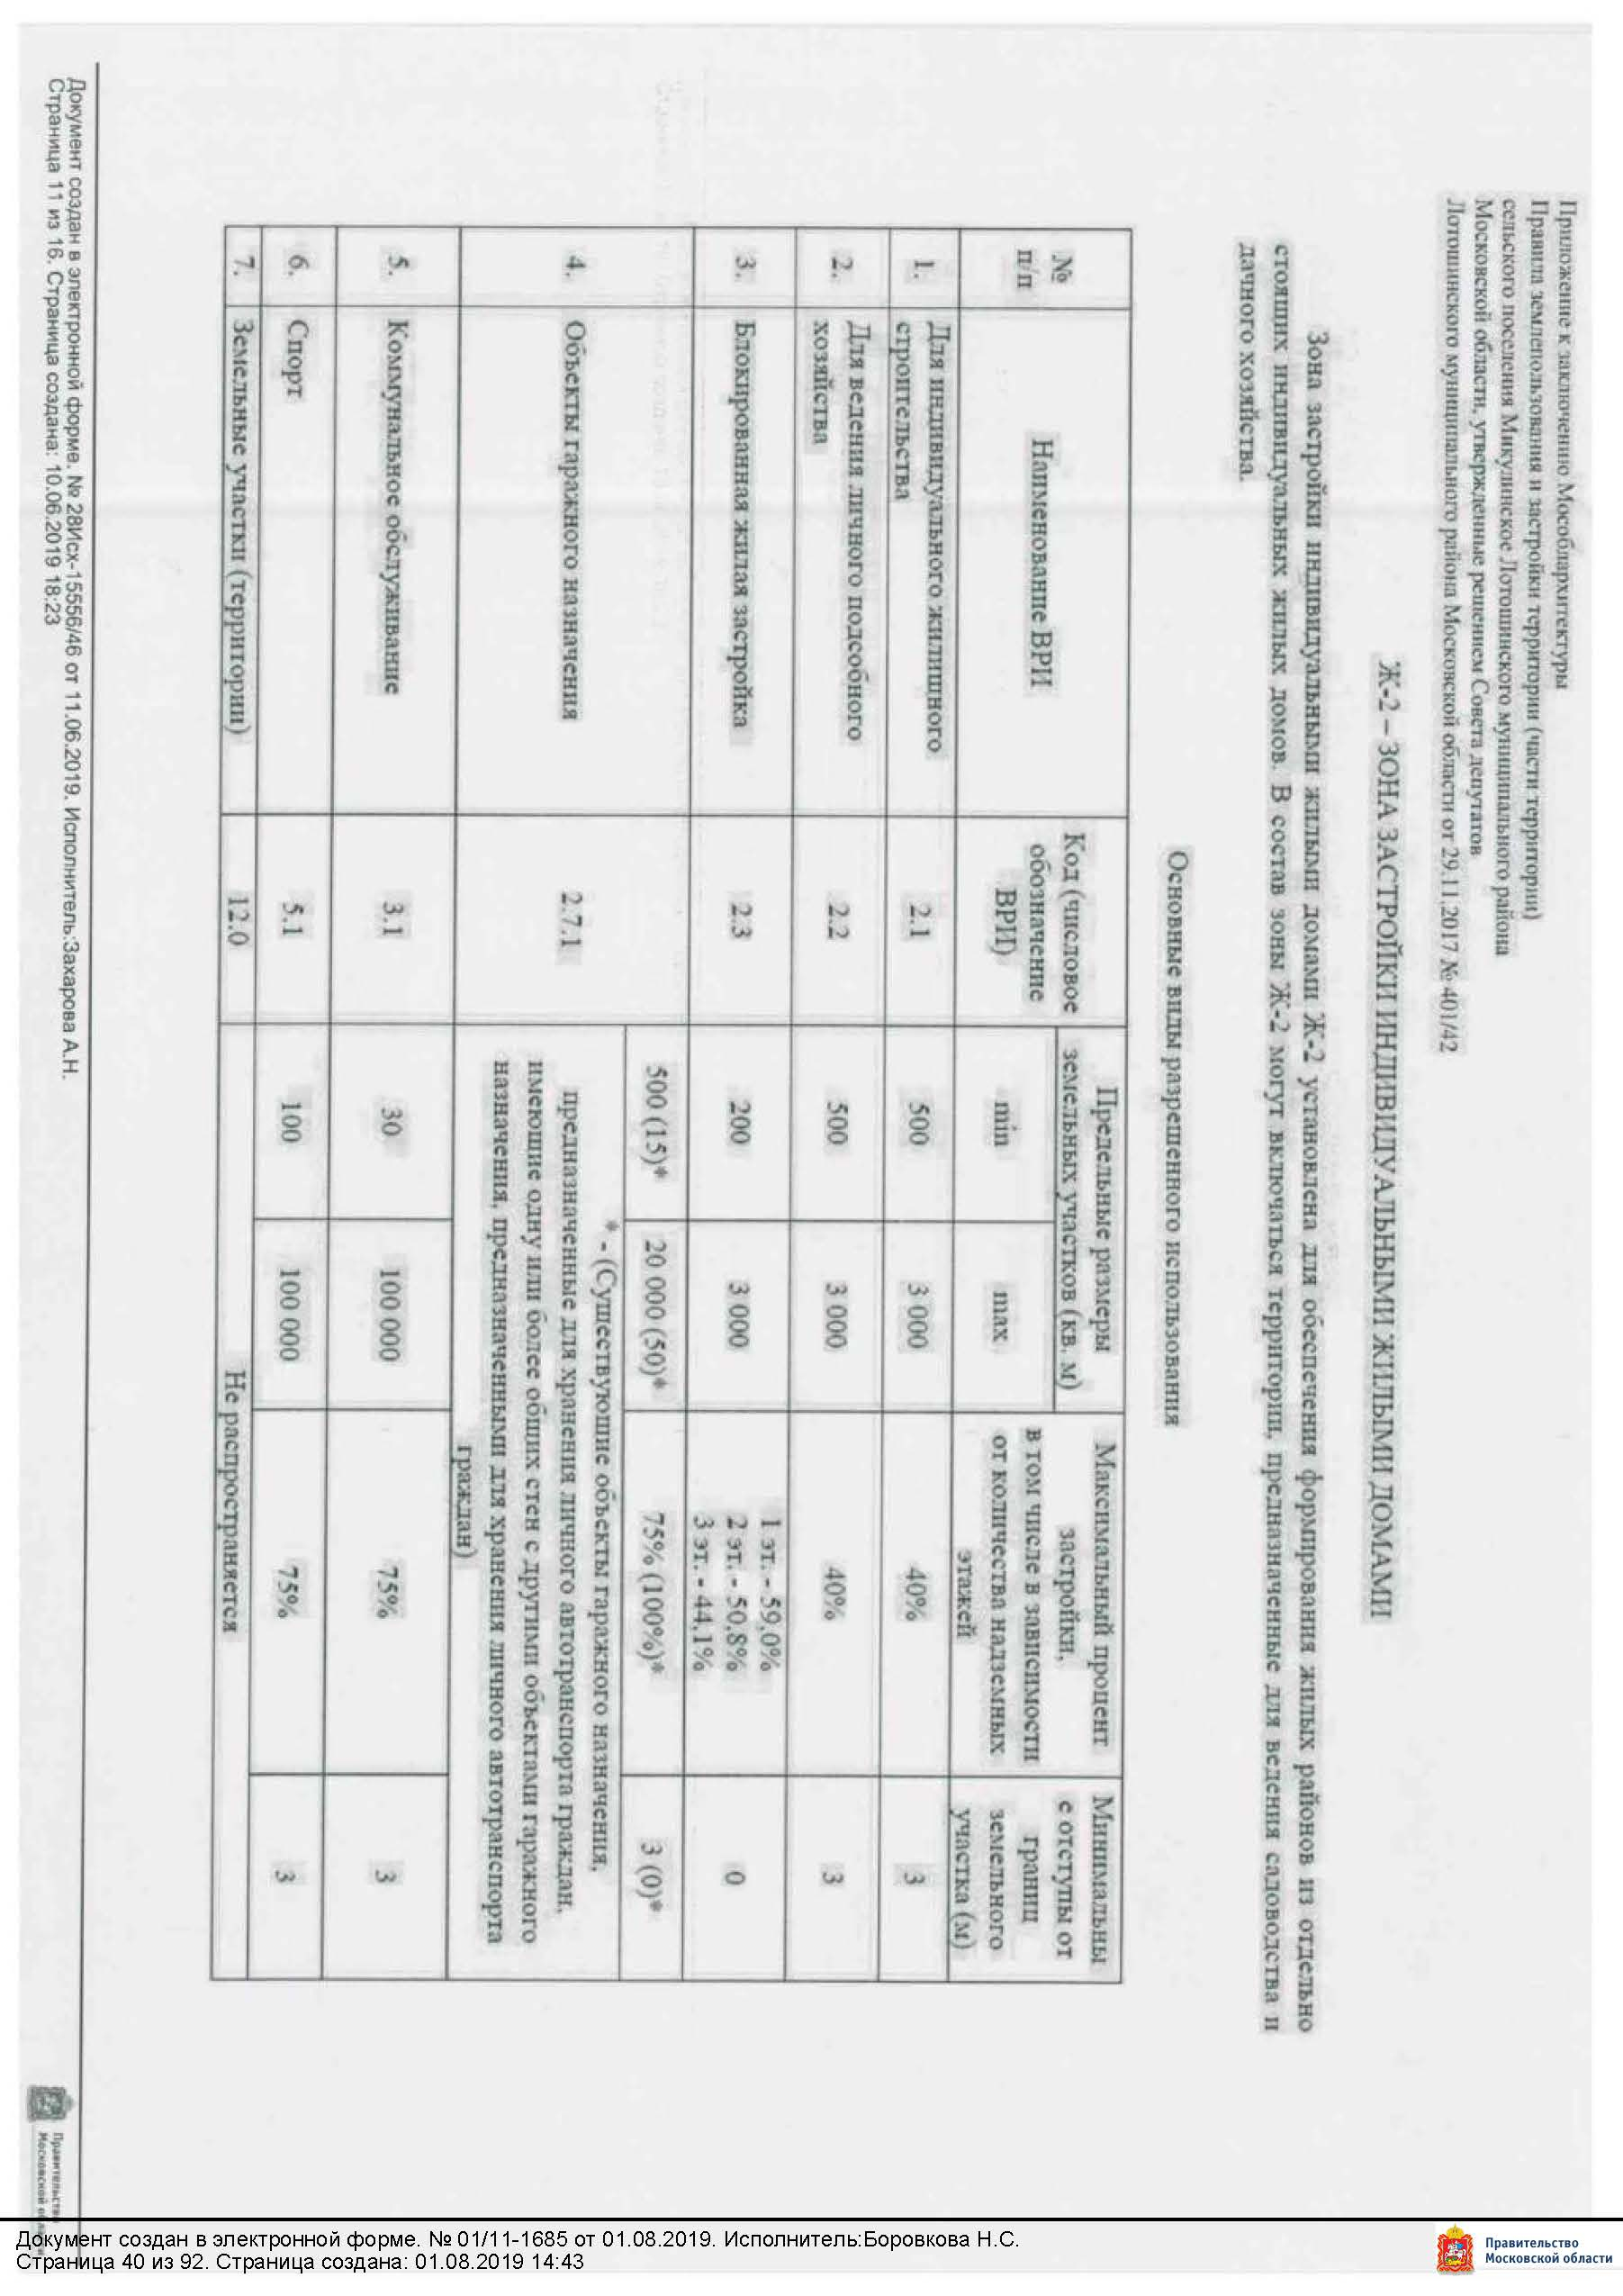 Приложение к заключению Мособлархитектуры
Правила землепользования и застройки территории (части территории)
сельского поселения Микулинское Лотошинского муниципального района
Московской области, утвержденные решением Совета депутатов
Лотошинского муниципального района Московской области от 29.11.2017 № 401/42
Ж-2 – ЗОНА ЗАСТРОЙКИ ИНДИВИДУАЛЬНЫМИ ЖИЛЫМИ ДОМАМИ
Зона застройки индивидуальными жилыми домами Ж-2 установлена для обеспечения формирования жилых районов из отдельно
стоящих индивидуальных жилых домов. В состав зоны Ж-2 могут включаться территории, предназначенные для ведения садоводства и
дачного хозяйства.
Основные виды разрешенного использования
№
п/п
Наименование ВРИ
Код (числовое
обозначение
ВРИ)
Предельные размеры
земельных участков (кв. м)
min
max
Максимальный процент
застройки,
в том числе в зависимости
от количества надземных
этажей
Минимальны
е отступы от
границ
земельного
участка (м)
1.
Для индивидуального жилищного
строительства
2.1
500
3 000
40%
3
2.
Для ведения личного подсобного
хозяйства
2.2
500
3 000
40%
3
3.
Блокированная жилая застройка
2.3
200
3 000
1 эт. - 59,0%
2 эт. - 50,8%
3 эт. - 44,1%
0
4.
Объекты гаражного назначения
2.7.1
500 (15)*
20 000 (50)*
75% (100%)*
3 (0)*
* - (Существующие объекты гаражного назначения,
предназначенные для хранения личного автотранспорта граждан,
имеющие одну или более общих стен с другими объектами гаражного
назначения, предназначенными для хранения личного автотранспорта
граждан)
5.
Коммунальное обслуживание
3.1
30
100 000
75%
3
6.
Спорт
5.1
100
100 000
75%
3
7.
Земельные участки (территории)
12.0
Не распространяется
Документ создан в электронной форме. № 28Исх-15556/46 от 11.06.2019. Исполнитель:Захарова А.Н.
Страница 11 из 16. Страница создана: 10.06.2019 18:23
Правительство
Московской области
Документ создан в электронной форме. № 01/11-1685 от 01.08.2019. Исполнитель:Боровкова Н.С.
Страница 40 из 92. Страница создана: 01.08.2019 14:43
Правительство
Московской области